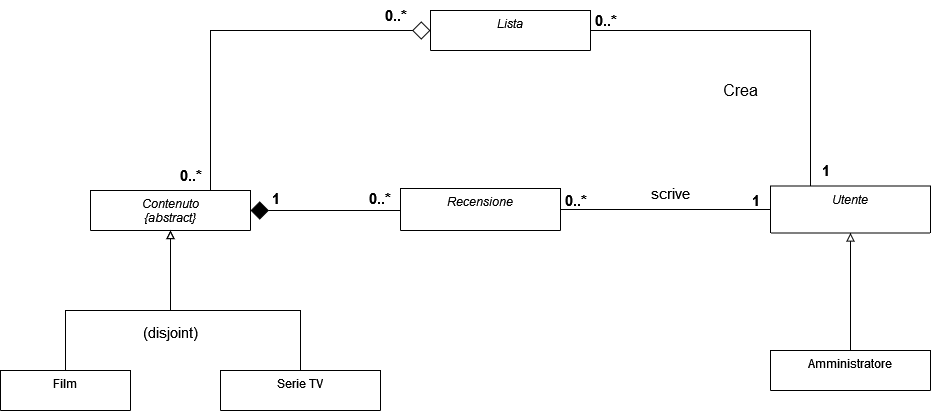 0..*
Lista
0..*
Crea
0..*
1
Contenuto
{abstract}
1
0..*
Recensione
0..*
scrive
1
Utente
(disjoint)
Film
Serie TV
Amministratore